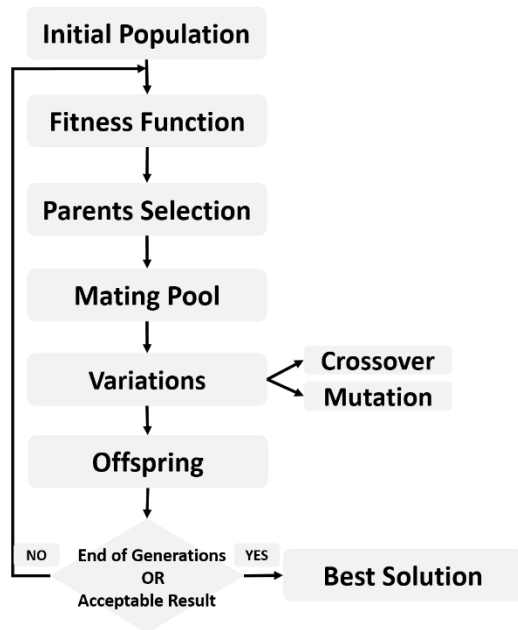 Initial Population
Fitness Function
Parents Selection
Mating Pool
Variations
Crossover
Mutation
Offspring
NO
End of Generations
OR
Acceptable Result
YES
Best Solution